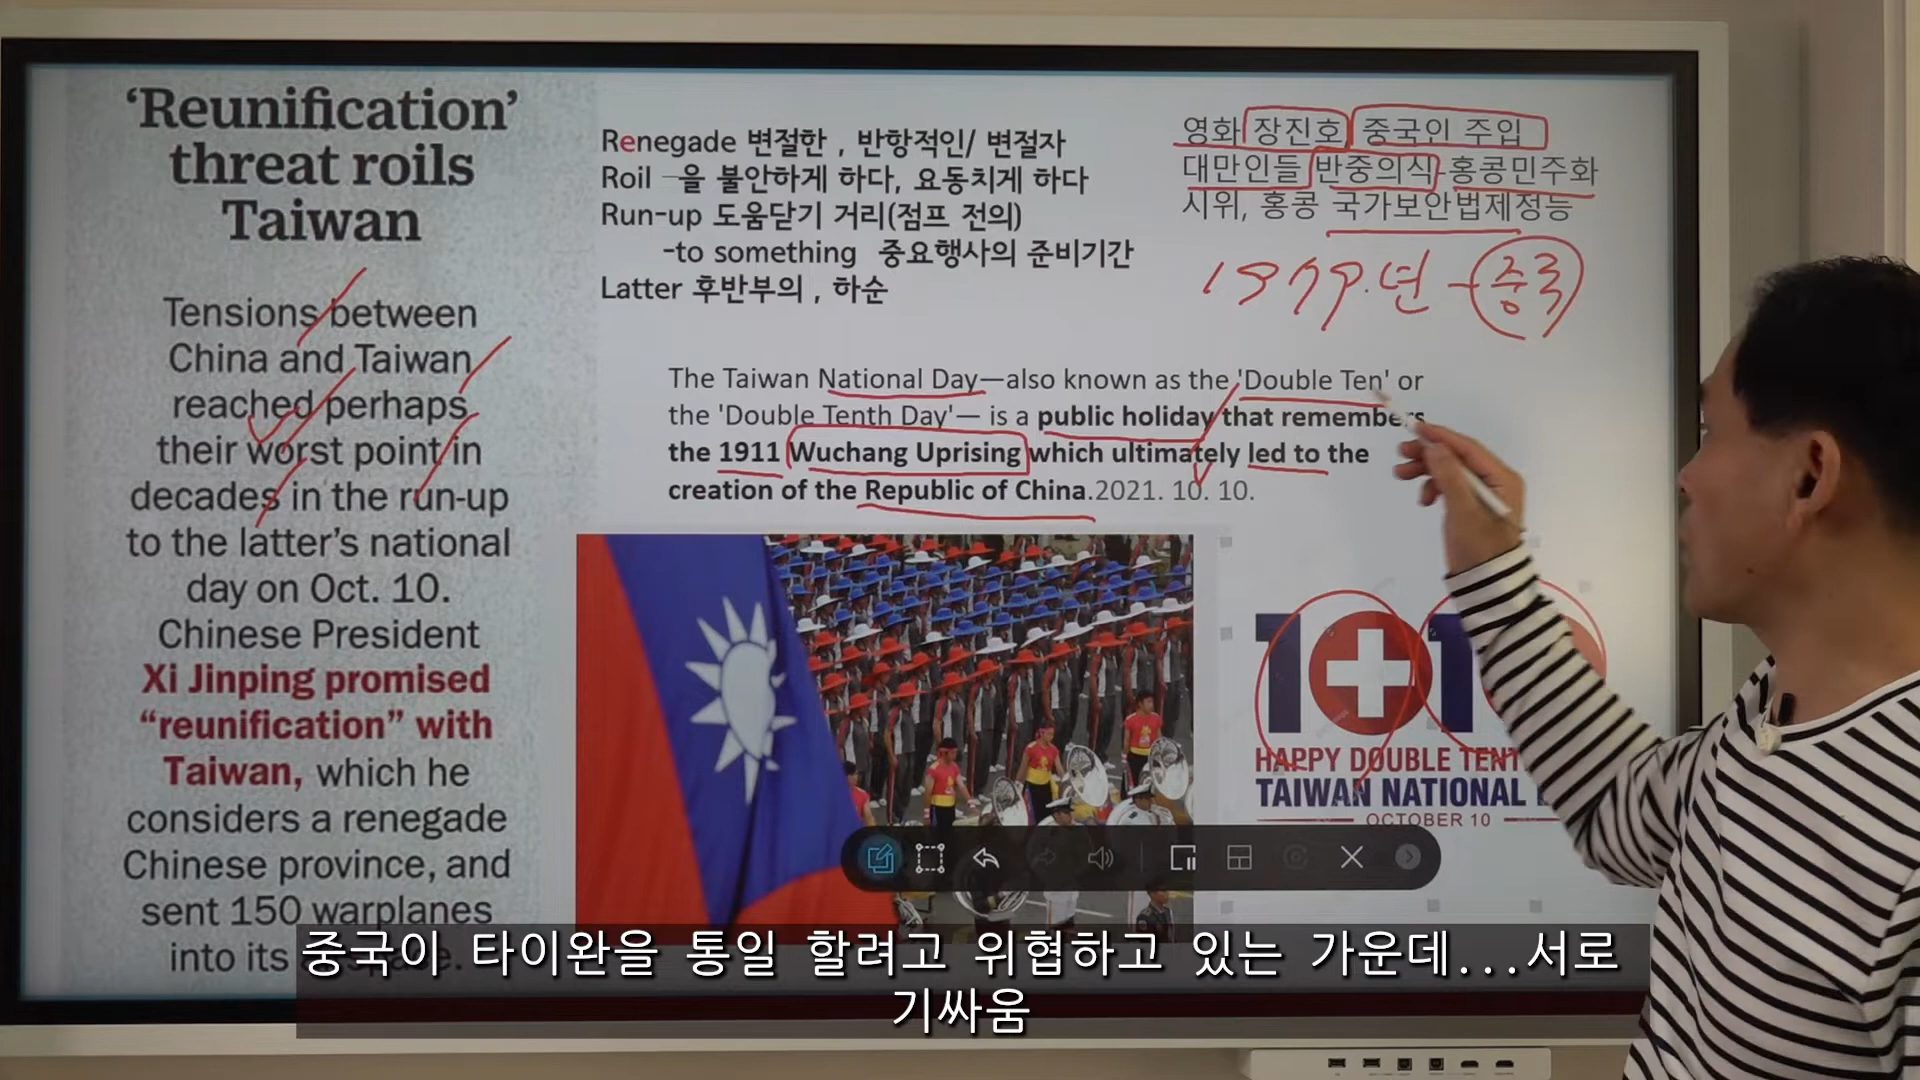 ‘Reunification’
threat roils
Taiwan
Tensions between
China and Taiwan
reached perhaps
their worst point in
decades in the run-up
to the latter’s national
day on Oct. 10.
Chinese President
Xi Jinping promised
“reunification” with
Taiwan, which he
considers a renegade
Chinese province, and
sent 150 warplanes
into its
Renegade 변절한 , 반항적인/ 변절자
Roil –을 불안하게 하다, 요동치게 하다
Run-up 도움닫기 거리(점프 전의)
-to something 중요행사의 준비기간
Latter 후반부의 , 하순
영화 장진호 중국인 주입
대만인들 반중의식-홍콩민주화
시위, 홍콩 국가보안법제정등
1979.년 - 중국
The Taiwan National Day—also known as the 'Double Ten' or
the 'Double Tenth Day'— is a public holiday that remembers
the 1911 Wuchang Uprising which ultimately led to the
creation of the Republic of China.2021. 10. 10.
101
HAPPY DOUBLE TENT
TAIWAN NATIONAL
OCTOBER 10
중국이 타이완을 통일 할려고 위협하고 있는 가운데...서로
기싸움